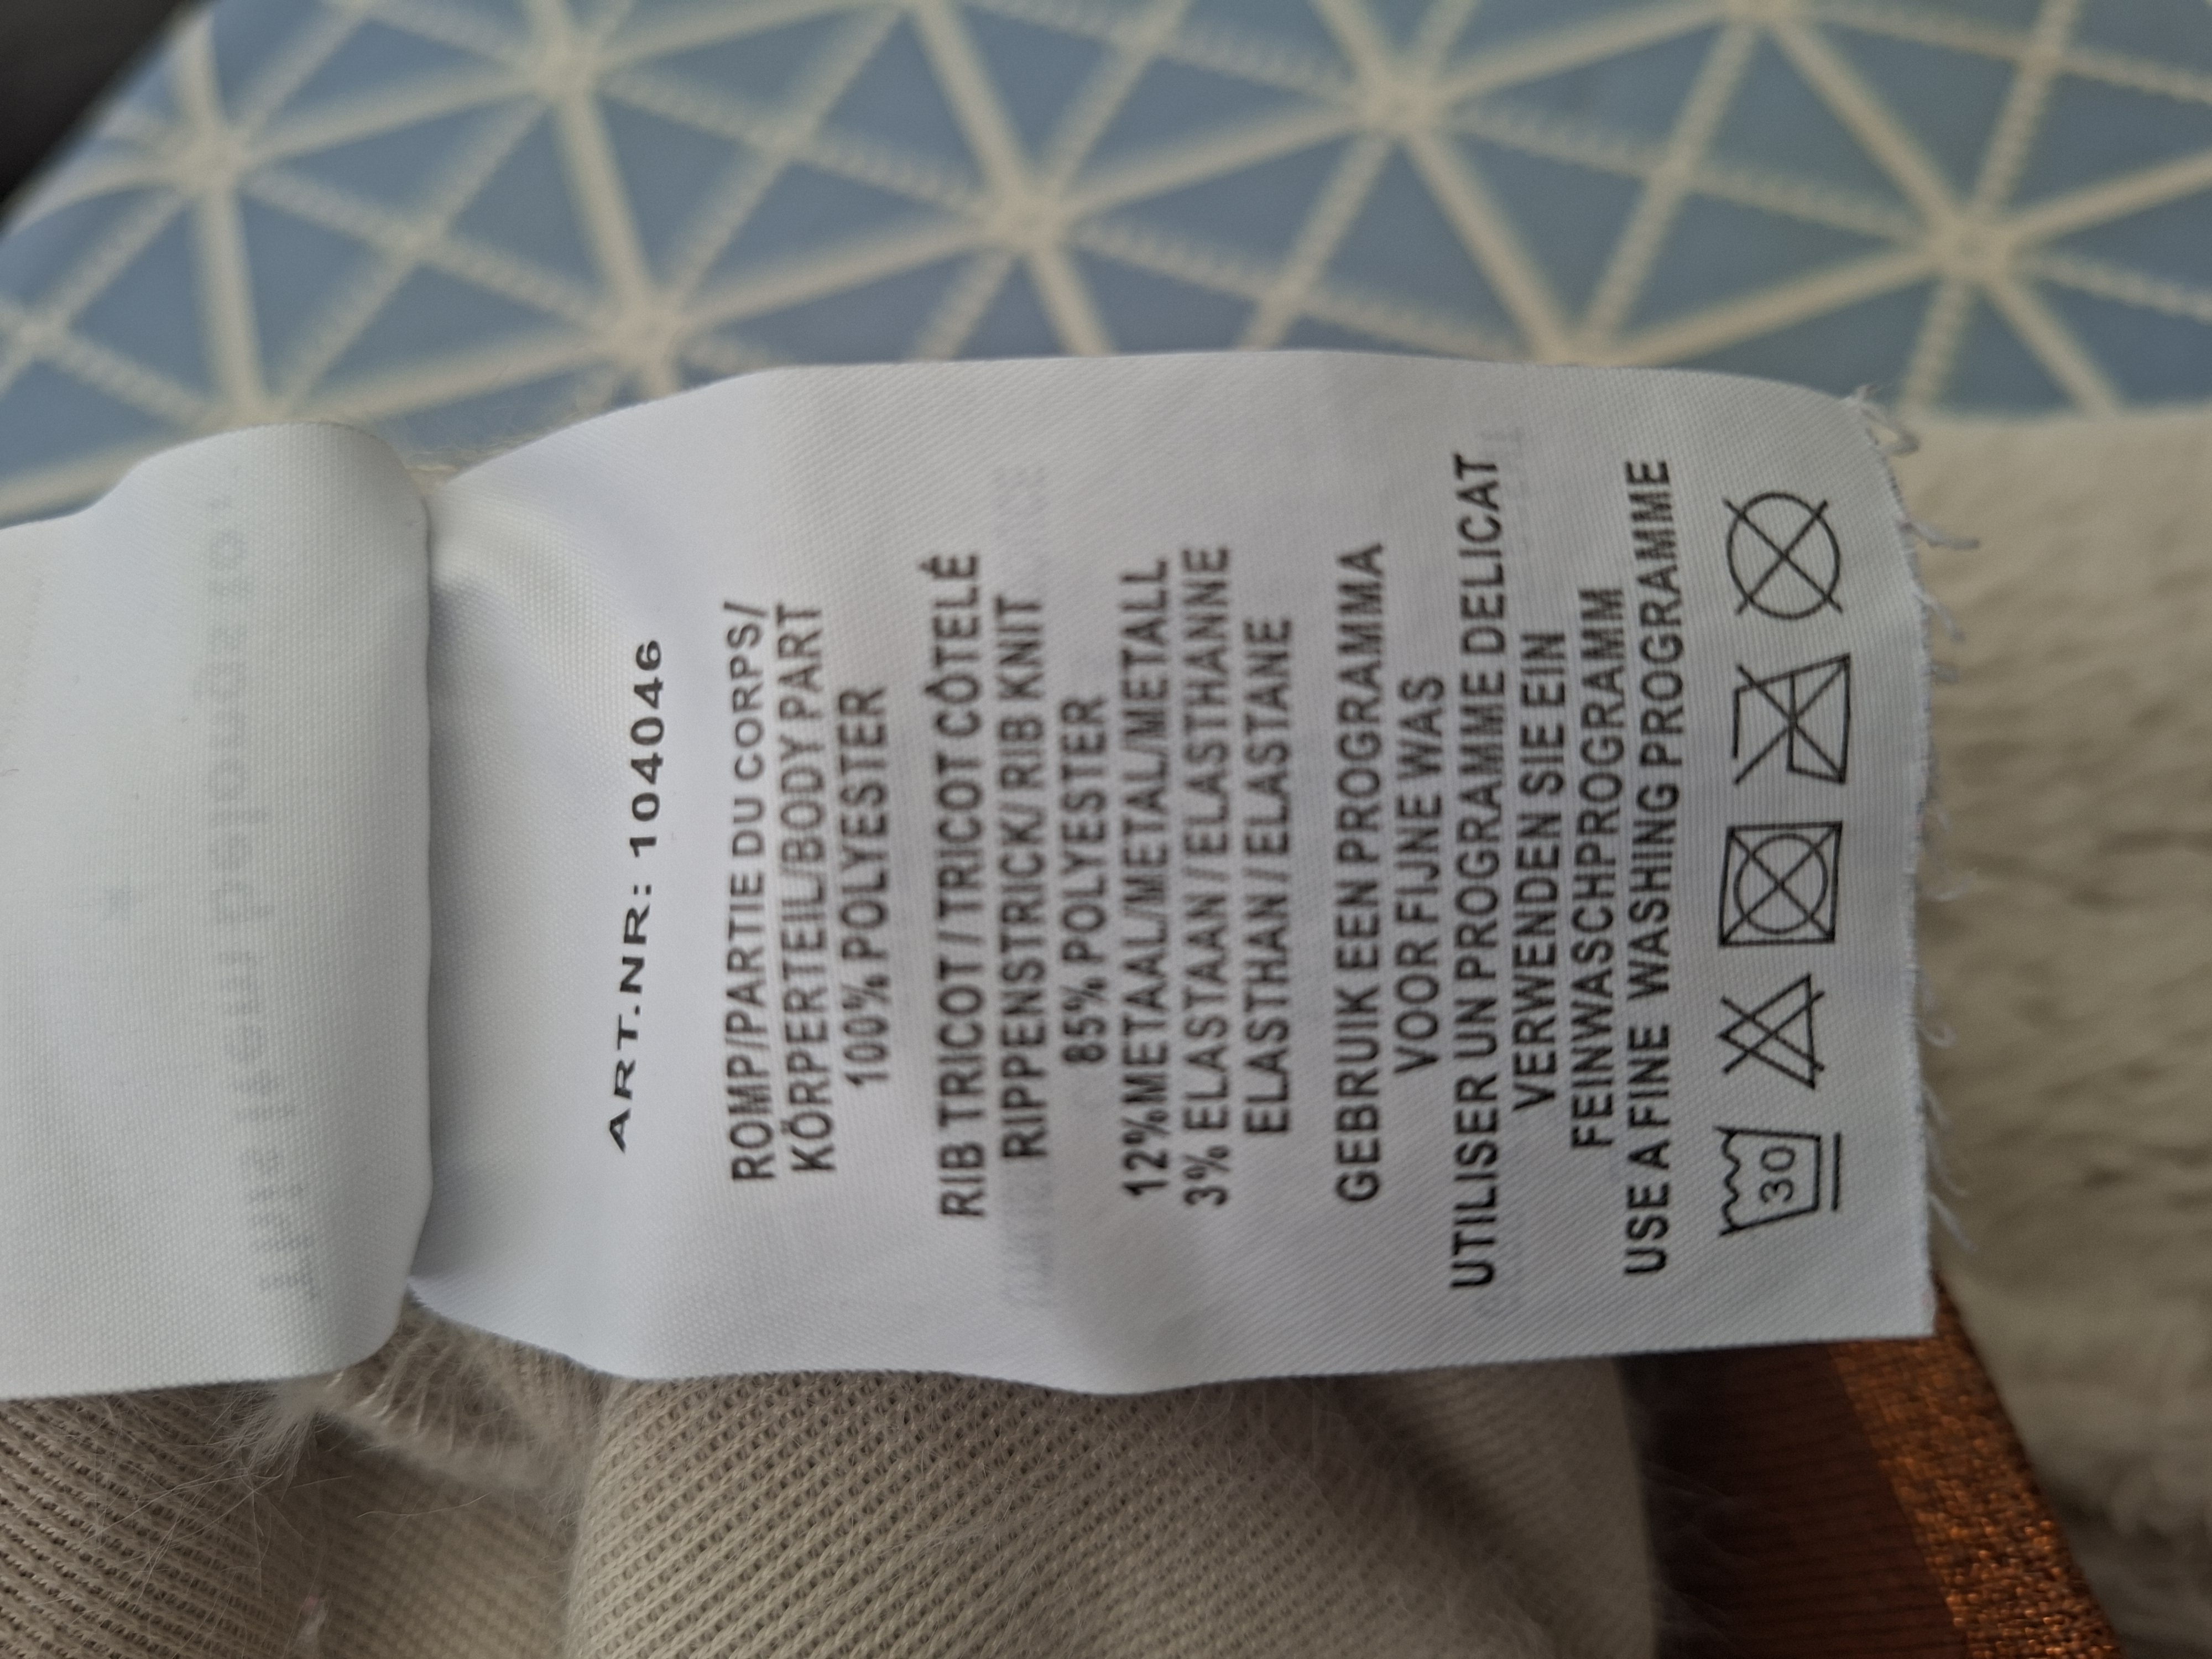 ART.NR: 104046
ROMP/PARTIE DU CORPS/
KÖRPERTEIL/BODY PART
100% POLYESTER
RIB TRICOT / TRICOT CÔTELÉ
RIPPENSTRICK/ RIB KNIT
85% POLYESTER
12%METAAL/METAL/METALL
3% ELASTAAN / ELASTHANNE
ELASTHAN / ELASTANE
GEBRUIK EEN PROGRAMMA
VOOR FIJNE WAS
UTILISER UN PROGRAMME DELICAT
VERWENDEN SIE EIN
FEINWASCHPROGRAMM
USE A FINE WASHING PROGRAMME
30